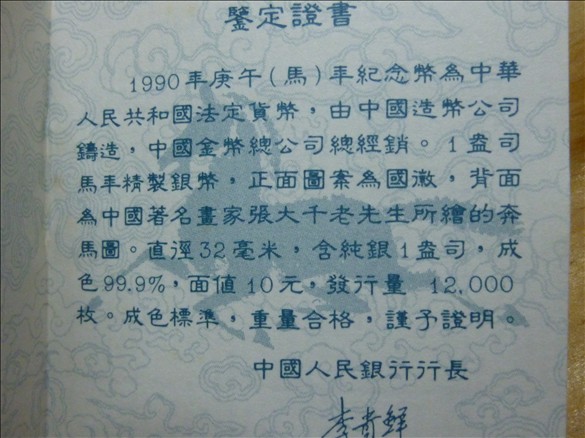 鑒定證書
1990年庚午(馬)年紀念幣為中華
人民共和國法定貨幣，由中國造幣公司
鑄造，中國金幣總公司總經銷。1盎司
馬年精製銀幣，正面圖案為國徽，背面
為中國著名畫家張大千老先生所繪的奔
馬圖。直徑32毫米，含純銀1盎司，成
色99.9%，面值10元，發行量 12,000
枚。成色標準，重量合格，謹予證明。
中國人民銀行行長
李貴鮮